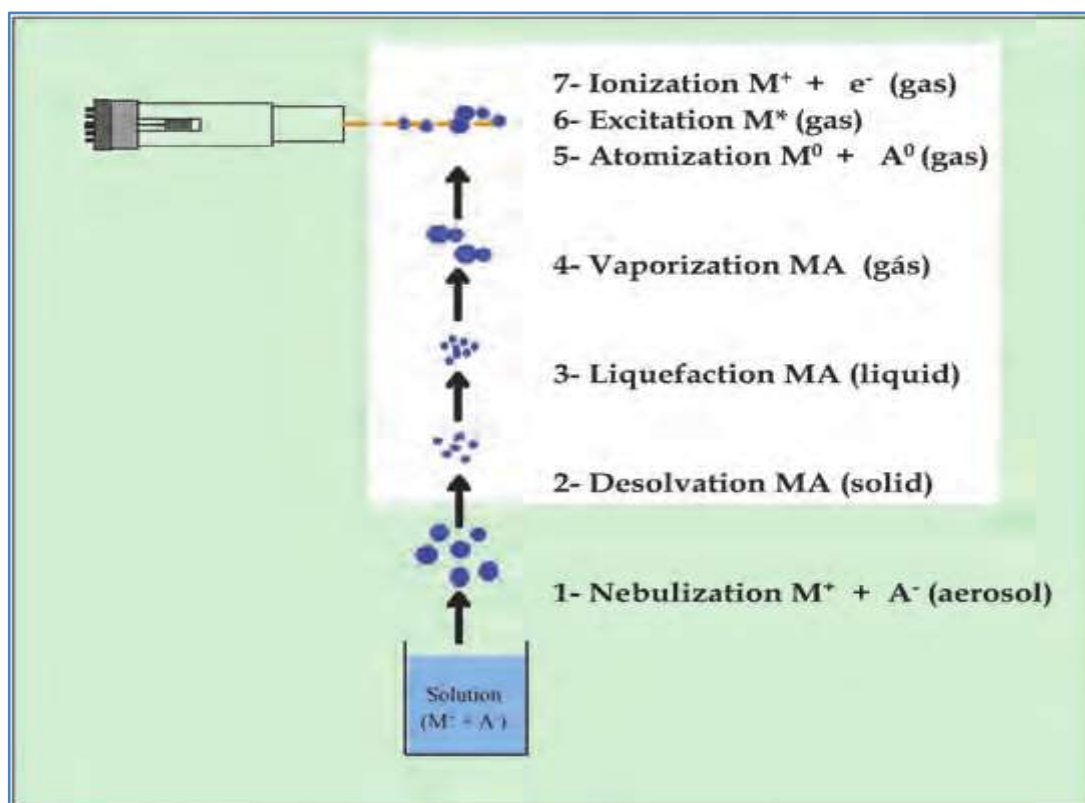 7- Ionization M⁺ + e⁻ (gas)
6- Excitation M* (gas)
5- Atomization M⁰ + A⁰ (gas)
4- Vaporization MA (gás)
3- Liquefaction MA (liquid)
2- Desolvation MA (solid)
1- Nebulization M⁺ + A⁻ (aerosol)
Solution
(M⁺ + A⁻)